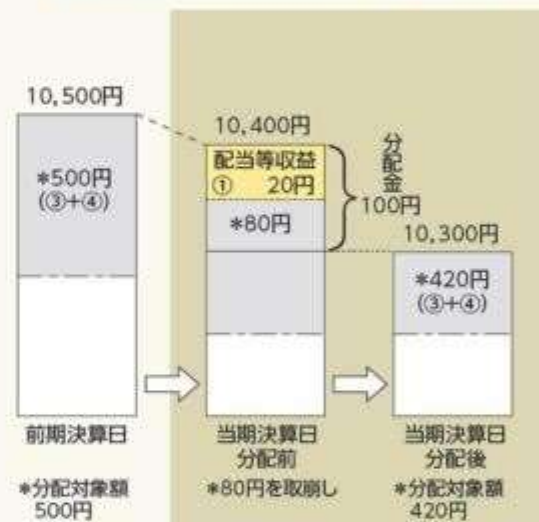 10,500円
*500円
(③+④)
前期決算日
*分配対象額
500円
10,400円
配当等収益
① 20円
*80円
分配金
100円
当期決算日
分配前
*80円を取崩し
10,300円
*420円
(③+④)
当期決算日
分配後
*分配対象額
420円